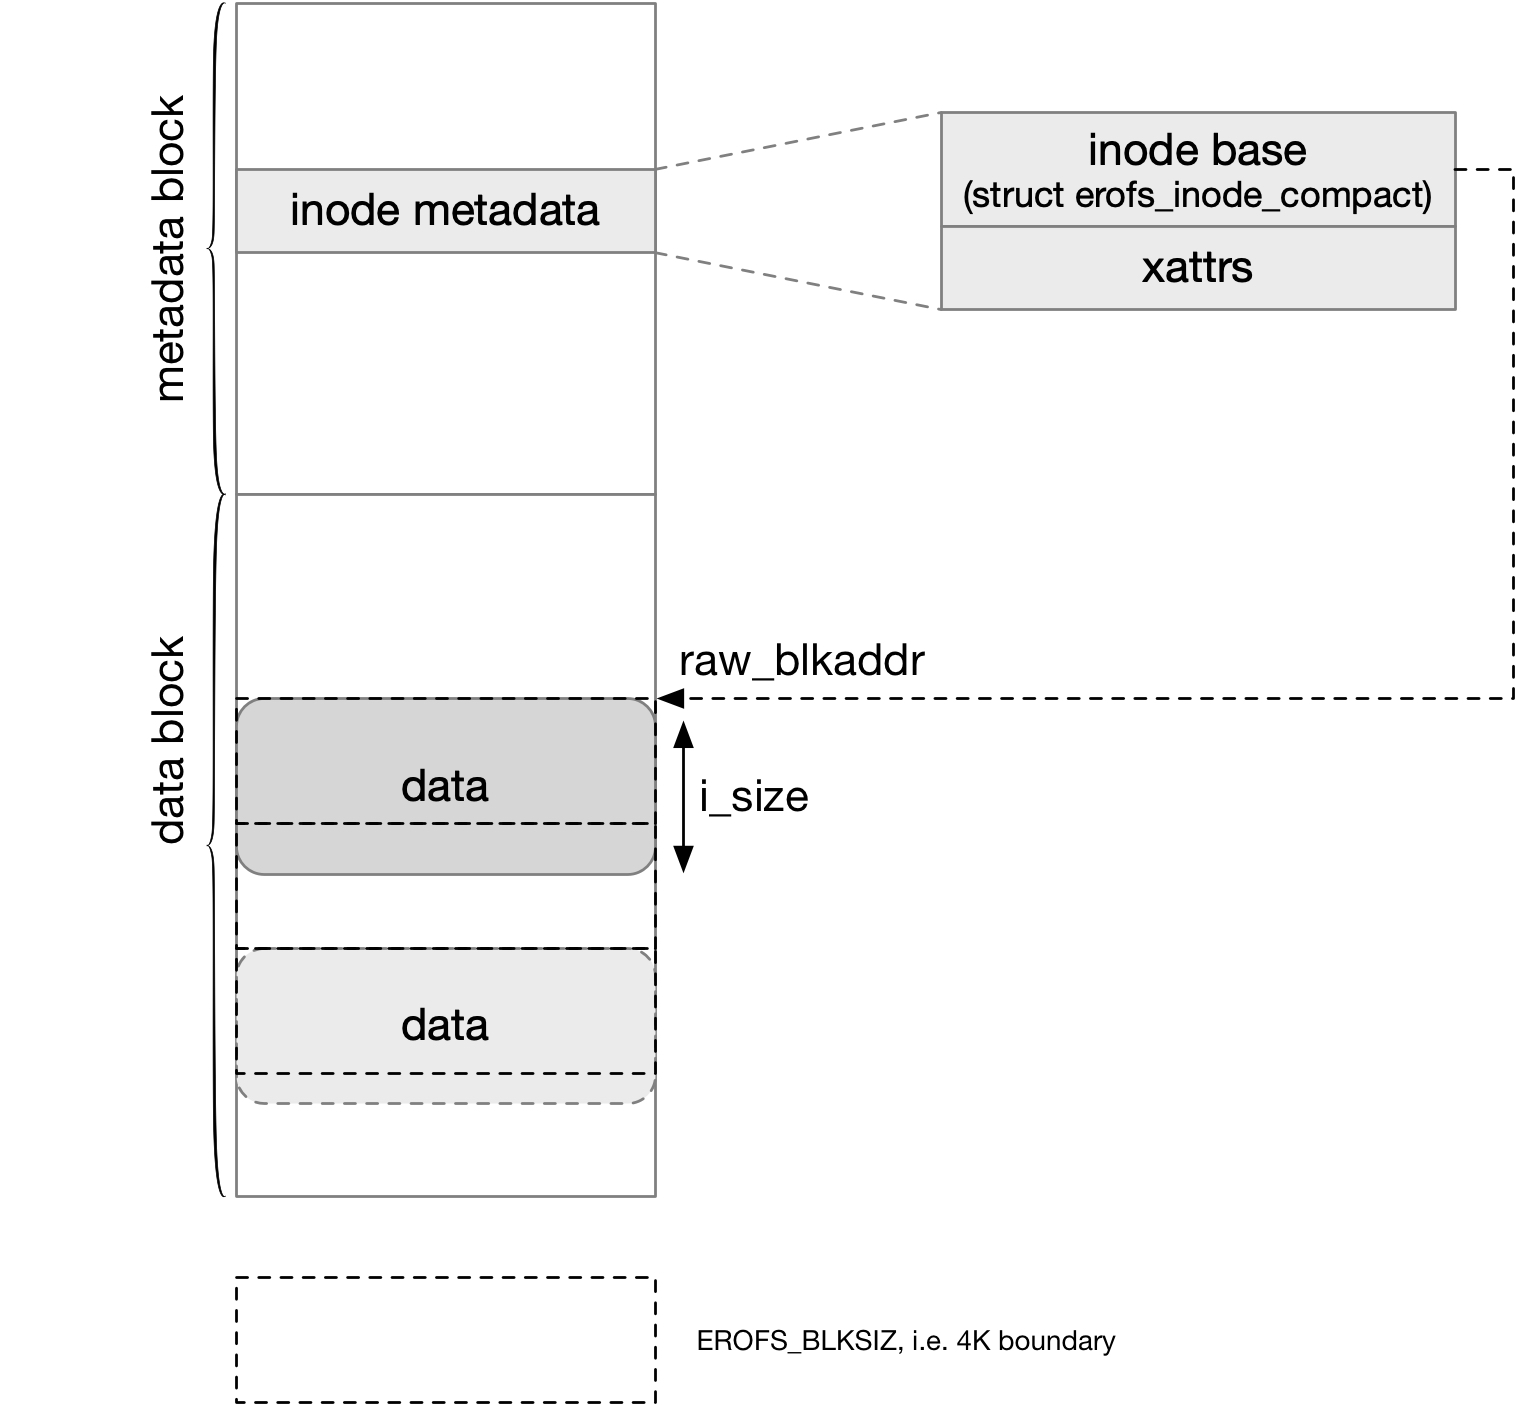 metadata block
inode metadata
inode base
(struct erofs_inode_compact)
xattrs
data block
raw_blkaddr
data
i_size
data
EROFS_BLKSIZ, i.e. 4K boundary